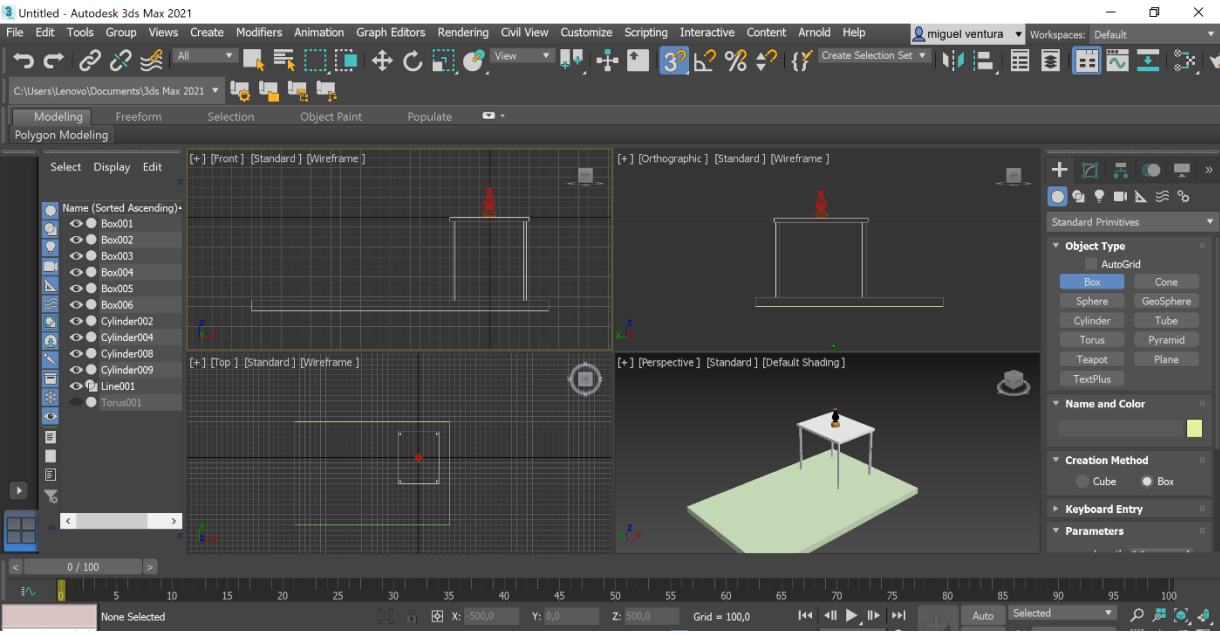 3 Untitled - Autodesk 3ds Max 2021
File Edit Tools Group Views Create Modifiers Animation Graph Editors Rendering Civil View Customize Scripting Interactive Content Arnold Help miguel ventura Workspaces: Default
All View 3 Create Selection Set
C:\Users\Lenovo\Documents\3ds Max 2021
Modeling Freeform Selection Object Paint Populate
Polygon Modeling
Select Display Edit
Name (Sorted Ascending)
Box001
Box002
Box003
Box004
Box005
Box006
Cylinder002
Cylinder004
Cylinder008
Cylinder009
Line001
Torus001
[+] [Front] [Standard] [Wireframe]
z
y x
[+] [Orthographic] [Standard] [Wireframe]
z
y
[+] [Top] [Standard] [Wireframe]
y
z x
[+] [Perspective] [Standard] [Default Shading]
z
y x
Standard Primitives
Object Type
AutoGrid
Box Cone
Sphere GeoSphere
Cylinder Tube
Torus Pyramid
Teapot Plane
TextPlus
Name and Color
Creation Method
Cube Box
Keyboard Entry
Parameters
< 0 / 100 >
0 5 10 15 20 25 30 35 40 45 50 55 60 65 70 75 80 85 90 95 100
None Selected X: -500,0 Y: 0,0 Z: 500,0 Grid = 100,0 Auto Selected